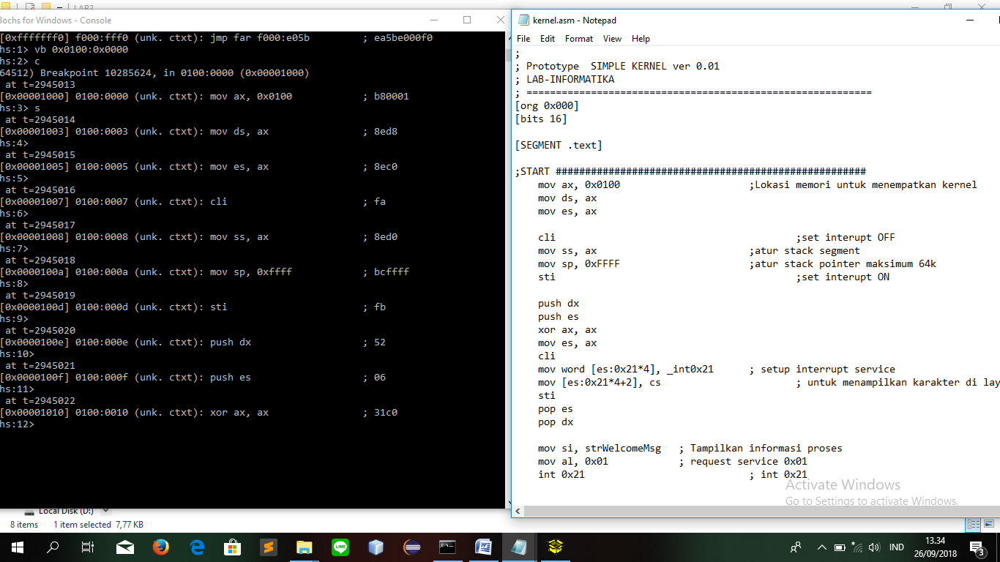 LAB3
Bochs for Windows - Console
[0xfffffff0] f000:fff0 (unk. ctxt): jmp far f000:e05b ; ea5be000f0
hs:1> vb 0x0100:0x0000
hs:2> c
64512) Breakpoint 10285624, in 0100:0000 (0x00001000)
at t=2945013
[0x00001000] 0100:0000 (unk. ctxt): mov ax, 0x0100 ; b80001
hs:3> s
at t=2945014
[0x00001003] 0100:0003 (unk. ctxt): mov ds, ax ; 8ed8
hs:4>
at t=2945015
[0x00001005] 0100:0005 (unk. ctxt): mov es, ax ; 8ec0
hs:5>
at t=2945016
[0x00001007] 0100:0007 (unk. ctxt): cli ; fa
hs:6>
at t=2945017
[0x00001008] 0100:0008 (unk. ctxt): mov ss, ax ; 8ed0
hs:7>
at t=2945018
[0x0000100a] 0100:000a (unk. ctxt): mov sp, 0xffff ; bcffff
hs:8>
at t=2945019
[0x0000100d] 0100:000d (unk. ctxt): sti ; fb
hs:9>
at t=2945020
[0x0000100e] 0100:000e (unk. ctxt): push dx ; 52
hs:10>
at t=2945021
[0x0000100f] 0100:000f (unk. ctxt): push es ; 06
hs:11>
at t=2945022
[0x00001010] 0100:0010 (unk. ctxt): xor ax, ax ; 31c0
hs:12>
kernel.asm - Notepad
File Edit Format View Help
;
; Prototype SIMPLE KERNEL ver 0.01
; LAB-INFORMATIKA
; ===========================================================
[org 0x000]
[bits 16]
[SEGMENT .text]
;START #####################################################
mov ax, 0x0100 ;Lokasi memori untuk menempatkan kernel
mov ds, ax
mov es, ax
cli ;set interupt OFF
mov ss, ax ;atur stack segment
mov sp, 0xFFFF ;atur stack pointer maksimum 64k
sti ;set interupt ON
push dx
push es
xor ax, ax
mov es, ax
cli
mov word [es:0x21*4], _int0x21 ; setup interrupt service
mov [es:0x21*4+2], cs ; untuk menampilkan karakter di lay
sti
pop es
pop dx
mov si, strWelcomeMsg ; Tampilkan informasi proses
mov al, 0x01 ; request service 0x01
int 0x21 ; int 0x21
Activate Windows
Go to Settings to activate Windows.
Local Disk (D:)
8 items 1 item selected 7,77 KB
IND
13.34
26/09/2018
3